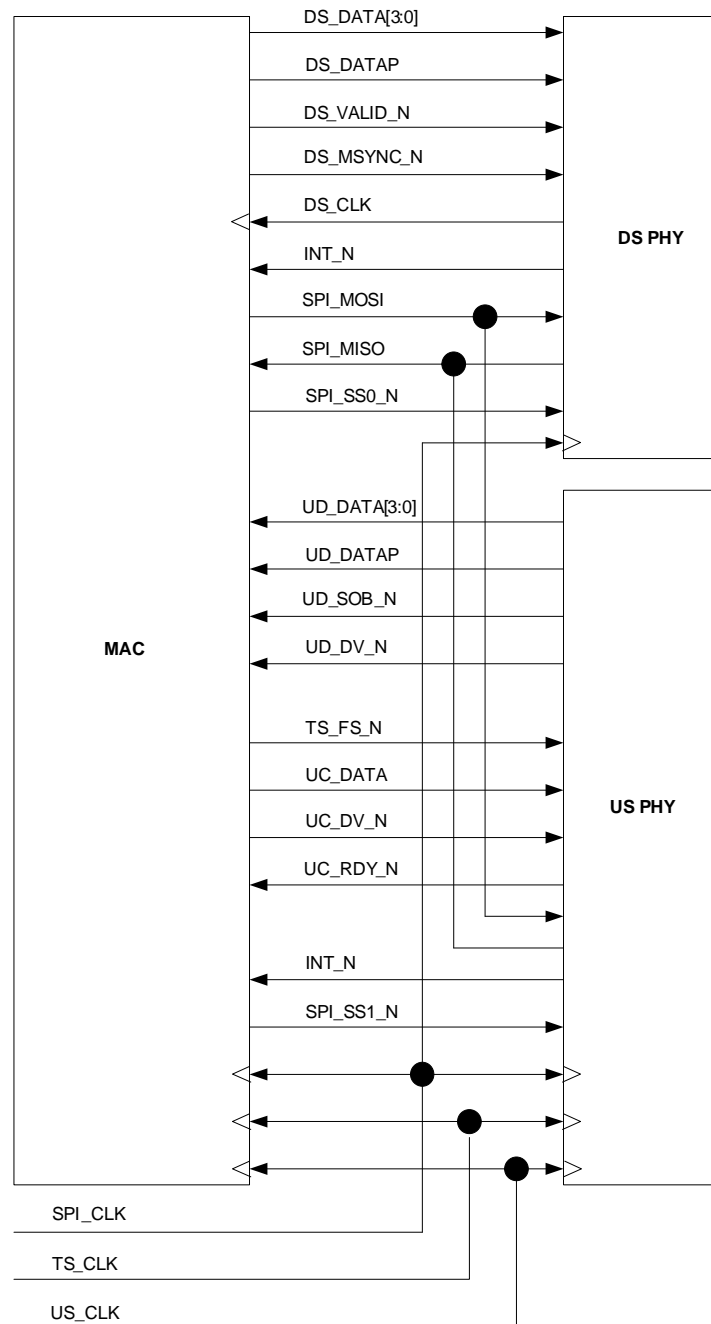 DS_DATA[3:0]
DS_DATAP
DS_VALID_N
DS_MSYNC_N
DS_CLK
DS PHY
INT_N
SPI_MOSI
SPI_MISO
SPI_SS0_N
UD_DATA[3:0]
UD_DATAP
UD_SOB_N
MAC
UD_DV_N
TS_FS_N
UC_DATA
US PHY
UC_DV_N
UC_RDY_N
INT_N
SPI_SS1_N
SPI_CLK
TS_CLK
US_CLK